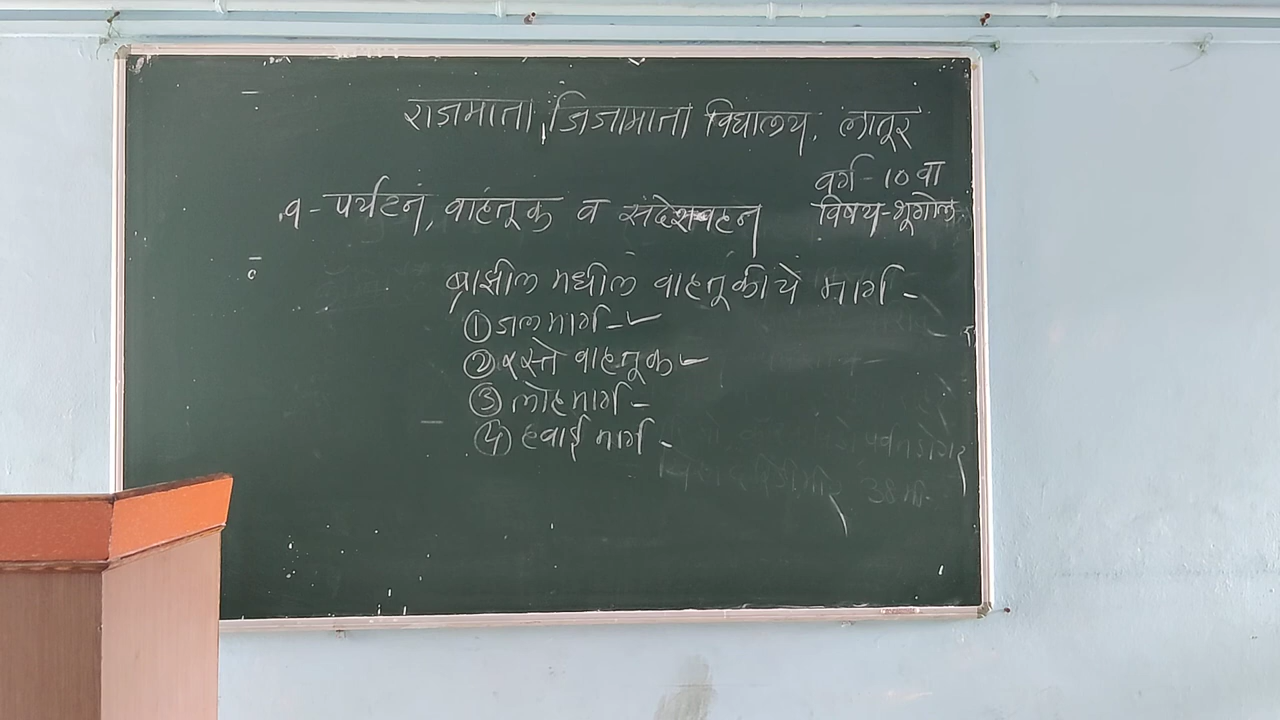 राजमाता जिजामाता विद्यालय, लातूर
वर्ग - 10 वा
९ - पर्यटन, वाहतूक व संदेशवहन
विषय - भूगोल
ब्राझील मधील वाहतूकीचे मार्ग -
① जलमार्ग -
② रस्ते वाहतूक -
③ लोहमार्ग -
④ हवाई मार्ग -